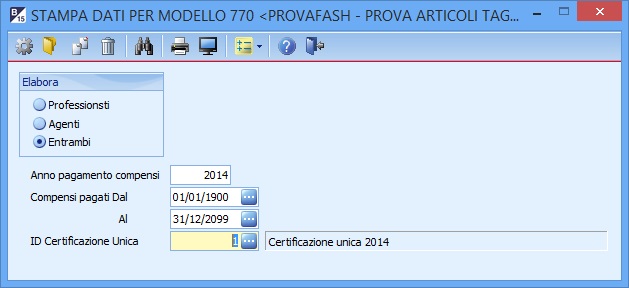 B 15 STAMPA DATI PER MODELLO 770 <PROVAFASH - PROVA ARTICOLI TAG...
Elabora
Professionsti
Agenti
Entrambi
Anno pagamento compensi 2014
Compensi pagati Dal 01/01/1900
Al 31/12/2099
ID Certificazione Unica 1 Certificazione unica 2014